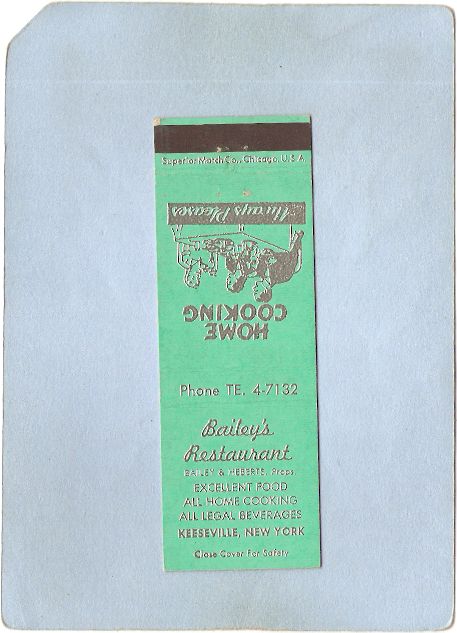 Superior Match Co., Chicago, U.S.A.
Always Pleases
HOME
COOKING
Phone TE. 4-7132
Bailey's
Restaurant
BAILEY & HEBERTS, Props.
EXCELLENT FOOD
ALL HOME COOKING
ALL LEGAL BEVERAGES
KEESEVILLE, NEW YORK
Close Cover For Safety